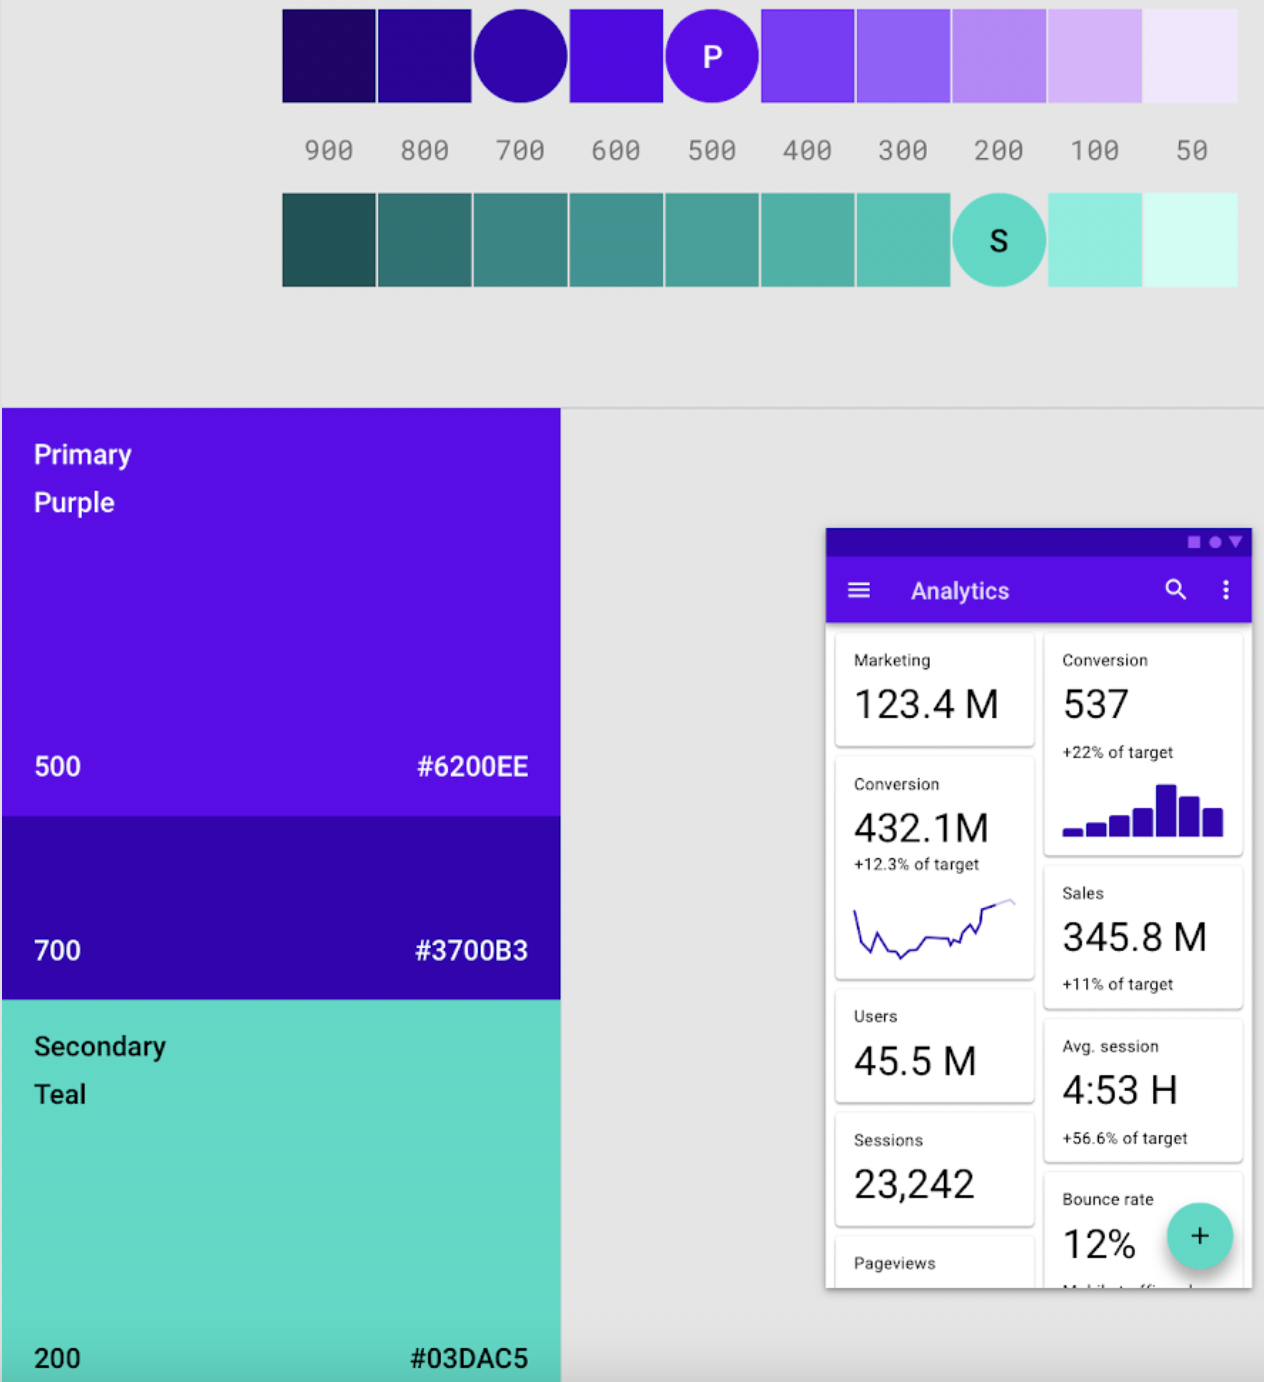 P
900 800 700 600 500 400 300 200 100 50
S
Primary
Purple
500 #6200EE
700 #3700B3
Secondary
Teal
200 #03DAC5
Analytics
Marketing
123.4 M
Conversion
432.1M
+12.3% of target
Users
45.5 M
Sessions
23,242
Pageviews
Conversion
537
+22% of target
Sales
345.8 M
+11% of target
Avg. session
4:53 H
+56.6% of target
Bounce rate
12%
+